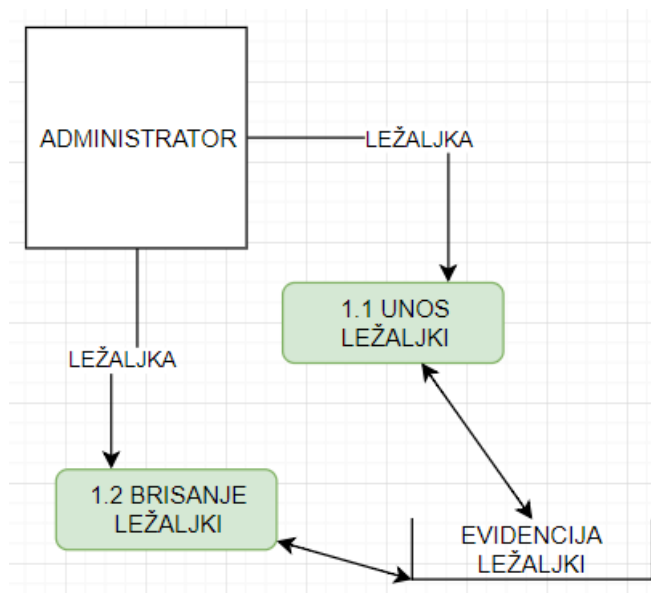 ADMINISTRATOR
LEŽALJKA
1.1 UNOS
LEŽALJKI
LEŽALJKA
1.2 BRISANJE
LEŽALJKI
EVIDENCIJA
LEŽALJKI